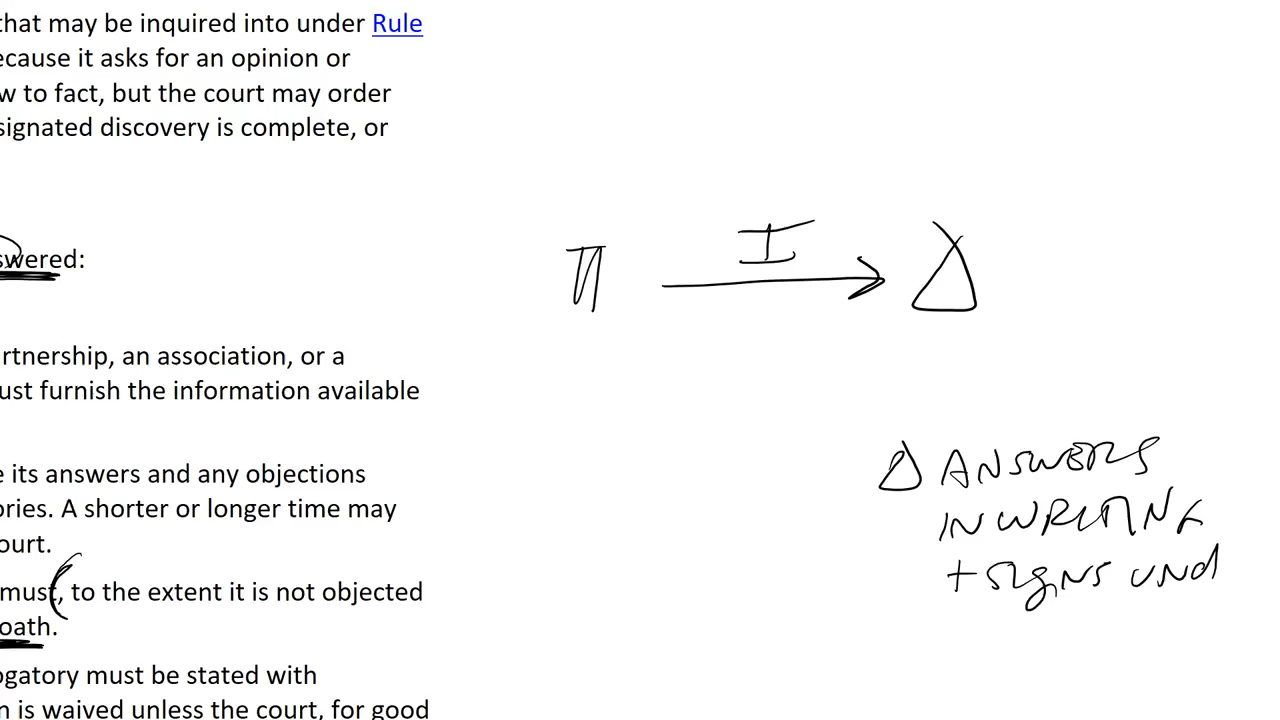 that may be inquired into under Rule
ecause it asks for an opinion or
w to fact, but the court may order
signated discovery is complete, or
swered:
π I Δ
rtnership, an association, or a
ust furnish the information available
e its answers and any objections
ories. A shorter or longer time may
ourt.
must, to the extent it is not objected
oath.
ogatory must be stated with
n is waived unless the court, for good
Δ ANSWERS
IN WRITING
+ SIGNS UND